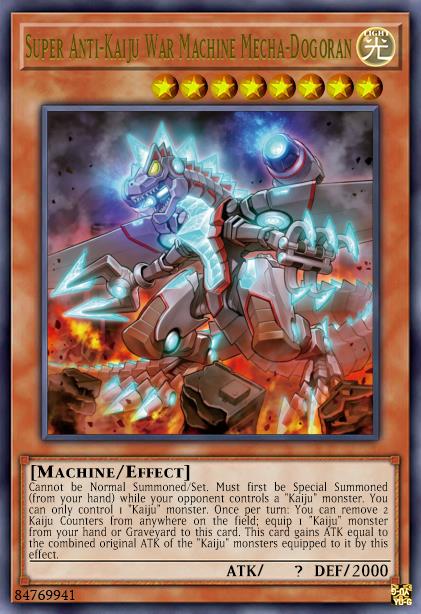 Super Anti-Kaiju War Machine Mecha-Dogoran
LIGHT
光
[Machine/Effect]
Cannot be Normal Summoned/Set. Must first be Special Summoned
(from your hand) while your opponent controls a "Kaiju" monster. You
can only control 1 "Kaiju" monster. Once per turn: You can remove 2
Kaiju Counters from anywhere on the field; equip 1 "Kaiju" monster
from your hand or Graveyard to this card. This card gains ATK equal to
the combined original ATK of the "Kaiju" monsters equipped to it by this
effect.
ATK/ ? DEF/2000
84769941